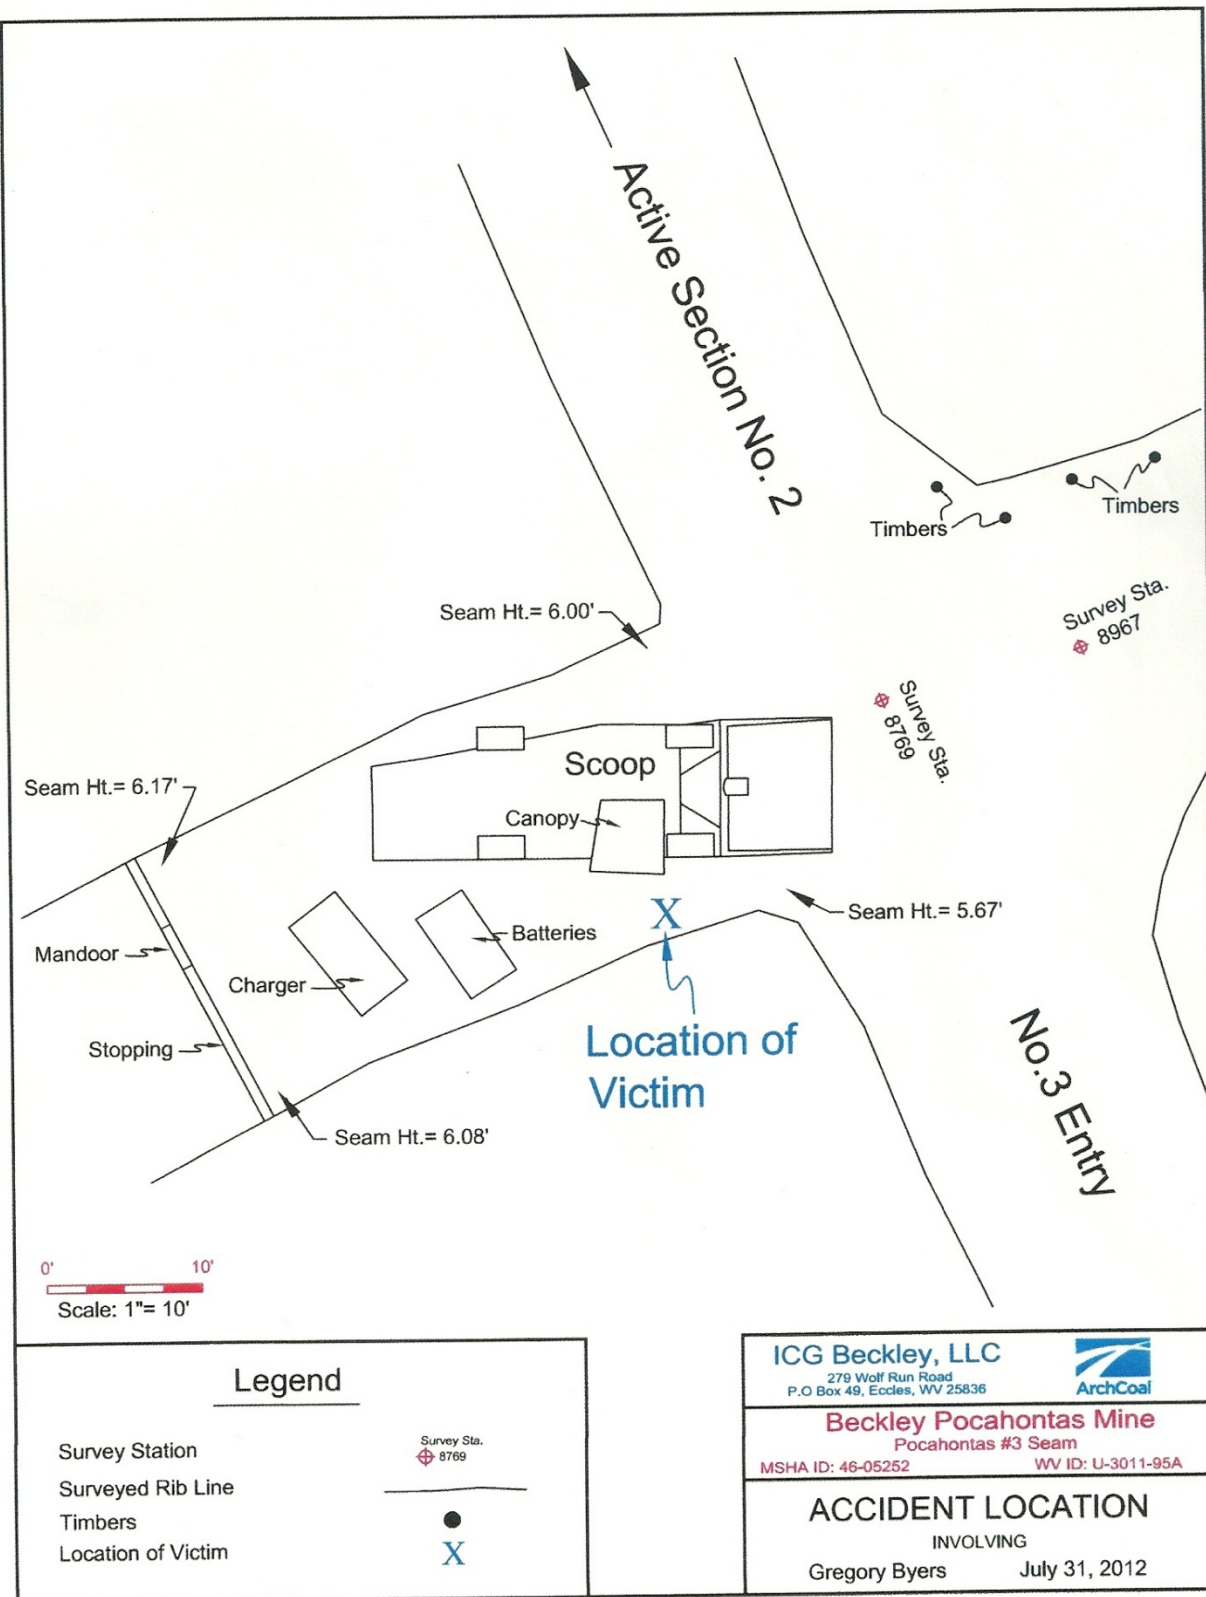 Active Section No. 2
Timbers
Timbers
Seam Ht.= 6.00'
Survey Sta.
8967
Survey Sta.
8769
Scoop
Seam Ht.= 6.17'
Canopy
Seam Ht.= 5.67'
Mandoor
Batteries
Charger
Stopping
X
Location of
Victim
No.3 Entry
Seam Ht.= 6.08'
0' 10'
Scale: 1"= 10'
Legend
Survey Station
Survey Sta.
8769
Surveyed Rib Line
Timbers
Location of Victim X
ICG Beckley, LLC
279 Wolf Run Road
P.O Box 49, Eccles, WV 25836
ArchCoal
Beckley Pocahontas Mine
Pocahontas #3 Seam
MSHA ID: 46-05252 WV ID: U-3011-95A
ACCIDENT LOCATION
INVOLVING
Gregory Byers July 31, 2012